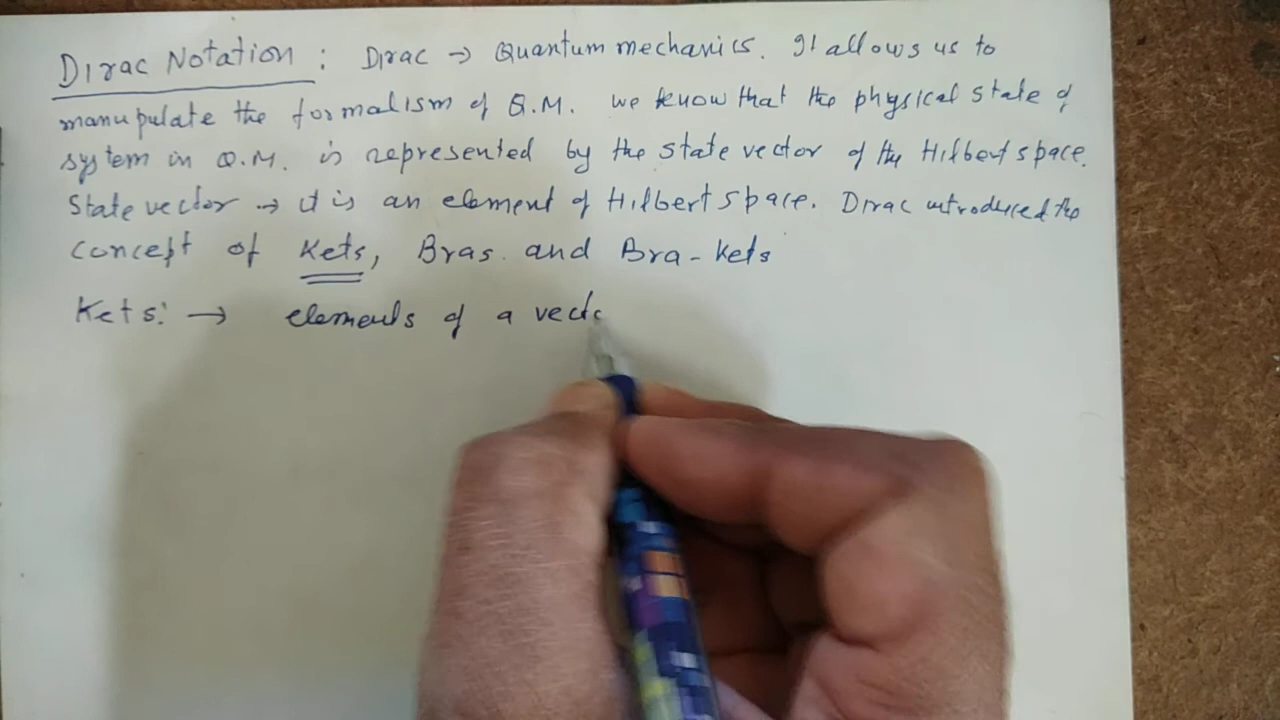 Dirac Notation : Dirac → Quantum mechanics. It allows us to
manupulate the formalism of Q.M. we know that the physical state of
system in Q.M. is represented by the state vector of the Hilbert space.
State vector → it is an element of Hilbert space. Dirac introduced the
concept of Kets, Bras and Bra-kets
Kets: → elements of a vecto